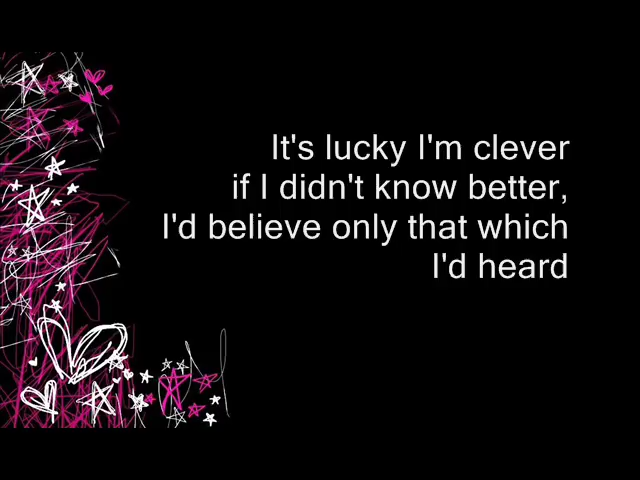 It's lucky I'm clever
if I didn't know better,
I'd believe only that which
I'd heard